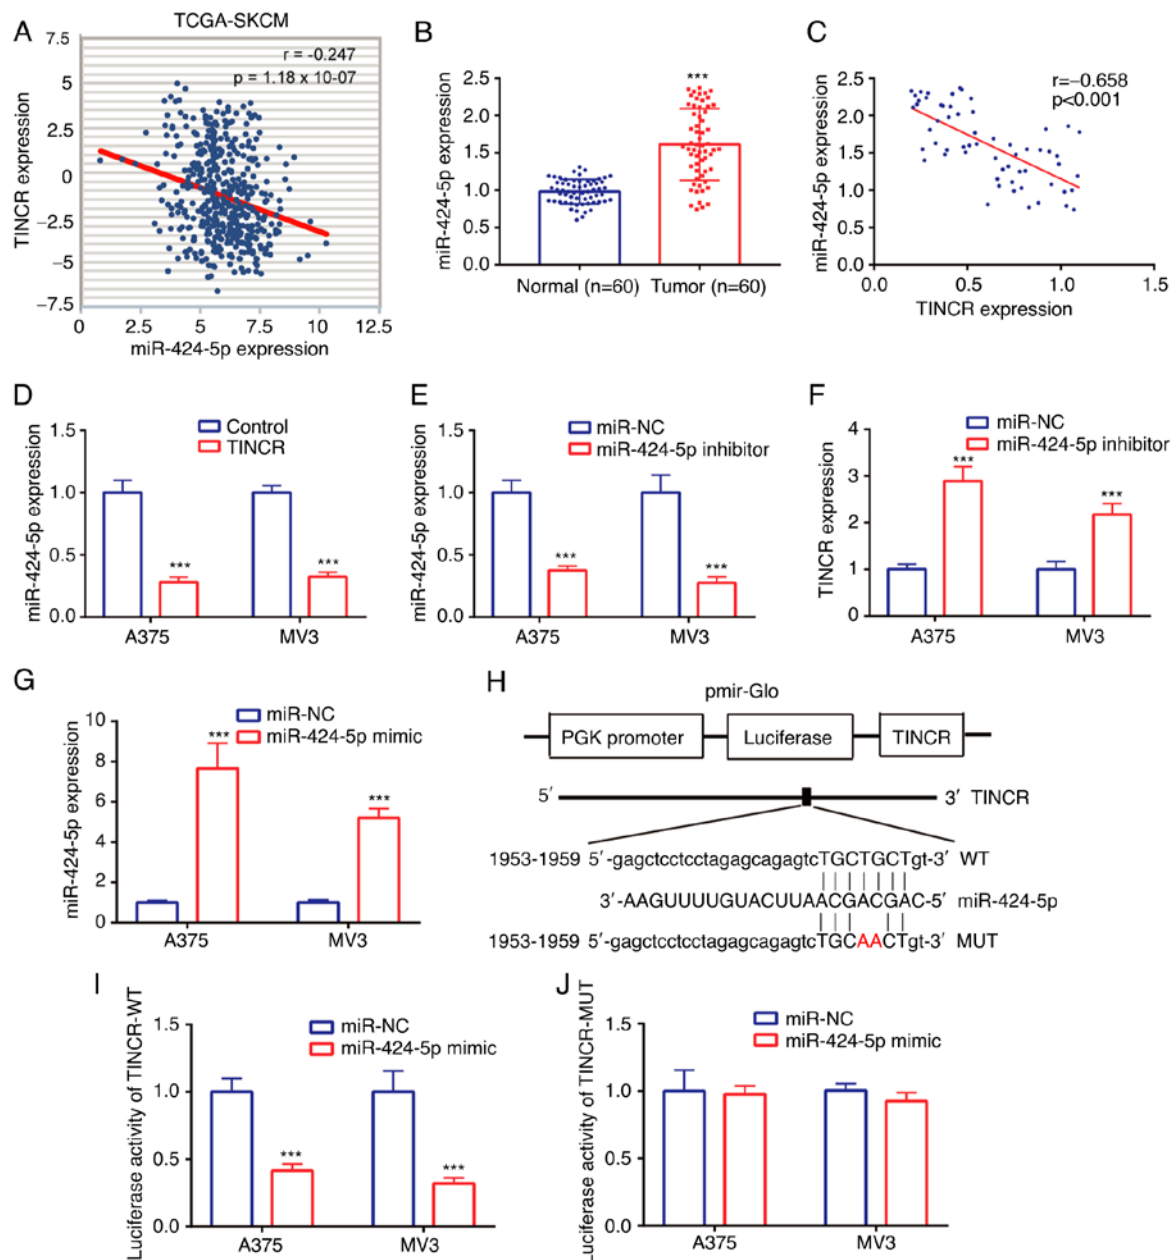 A
TCGA-SKCM
r = -0.247
p = 1.18 x 10-07
TINCR expression
7.5
5
2.5
0
−2.5
−5
−7.5
0 2.5 5 7.5 10 12.5
miR-424-5p expression
B
***
miR-424-5p expression
2.5
2.0
1.5
1.0
0.5
0.0
Normal (n=60) Tumor (n=60)
C
r=−0.658
p<0.001
miR-424-5p expression
2.5
2.0
1.5
1.0
0.5
0.0
0.0 0.5 1.0 1.5
TINCR expression
D
Control
TINCR
miR-424-5p expression
1.5
1.0
0.5
0.0
*** ***
A375 MV3
E
miR-NC
miR-424-5p inhibitor
miR-424-5p expression
1.5
1.0
0.5
0.0
*** ***
A375 MV3
F
miR-NC
miR-424-5p inhibitor
TINCR expression
4
3
2
1
0
*** ***
A375 MV3
G
miR-NC
miR-424-5p mimic
miR-424-5p expression
10
8
6
4
2
0
*** ***
A375 MV3
H
pmir-Glo
PGK promoter Luciferase TINCR
5′ 3′ TINCR
1953-1959 5′-gagctcctcctagagcagagtcTGCTGCTgt-3′ WT
3′-AAGUUUUGUACUUAACGACGAC-5′ miR-424-5p
1953-1959 5′-gagctcctcctagagcagagtcTGCAACTgt-3′ MUT
I
miR-NC
miR-424-5p mimic
Luciferase activity of TINCR-WT
1.5
1.0
0.5
0.0
*** ***
A375 MV3
J
miR-NC
miR-424-5p mimic
Luciferase activity of TINCR-MUT
1.5
1.0
0.5
0.0
A375 MV3